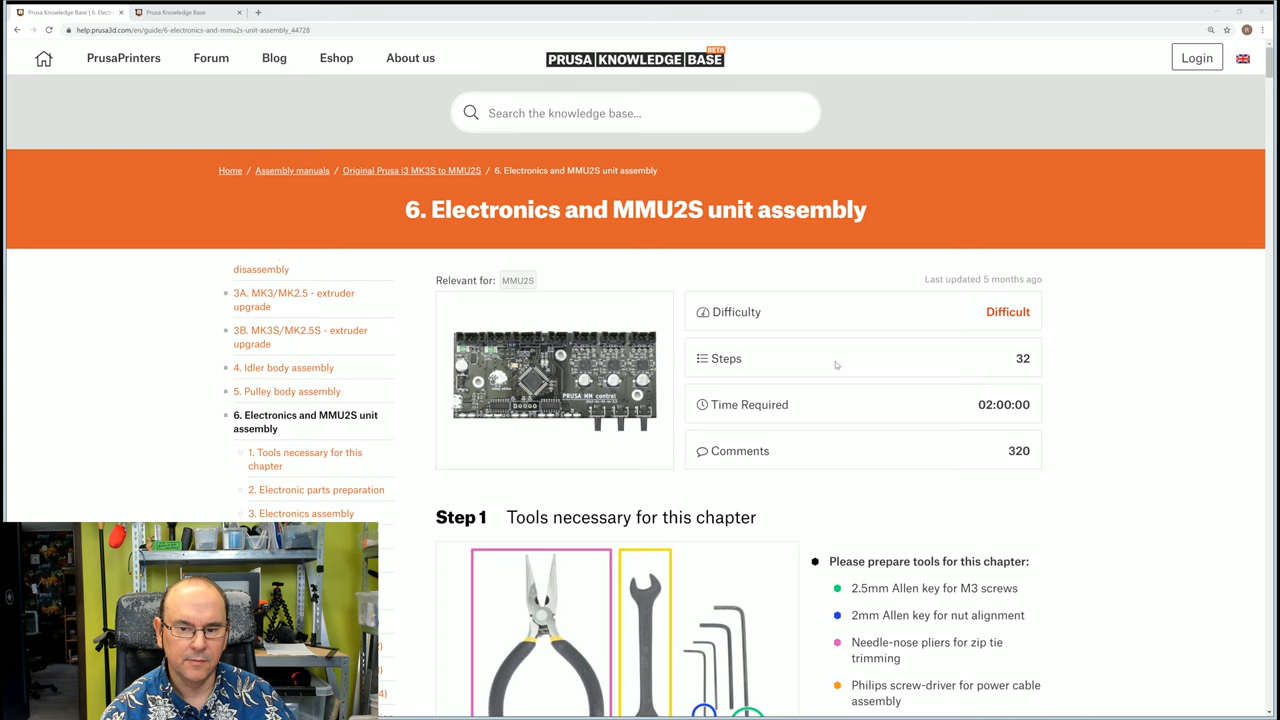 Prusa Knowledge Base | 6. Electr
Prusa Knowledge Base
help.prusa3d.com/en/guide/6-electronics-and-mmu2s-unit-assembly_44728
PrusaPrinters
Forum
Blog
Eshop
About us
PRUSA KNOWLEDGE BASE
BETA
Login
Search the knowledge base...
Home / Assembly manuals / Original Prusa i3 MK3S to MMU2S / 6. Electronics and MMU2S unit assembly
6. Electronics and MMU2S unit assembly
disassembly
3A. MK3/MK2.5 - extruder
upgrade
3B. MK3S/MK2.5S - extruder
upgrade
4. Idler body assembly
5. Pulley body assembly
6. Electronics and MMU2S unit
assembly
1. Tools necessary for this
chapter
2. Electronic parts preparation
3. Electronics assembly
Relevant for: MMU2S
Last updated 5 months ago
PRUSA MM control
Difficulty Difficult
Steps 32
Time Required 02:00:00
Comments 320
Step 1 Tools necessary for this chapter
Please prepare tools for this chapter:
2.5mm Allen key for M3 screws
2mm Allen key for nut alignment
Needle-nose pliers for zip tie
trimming
Philips screw-driver for power cable
assembly